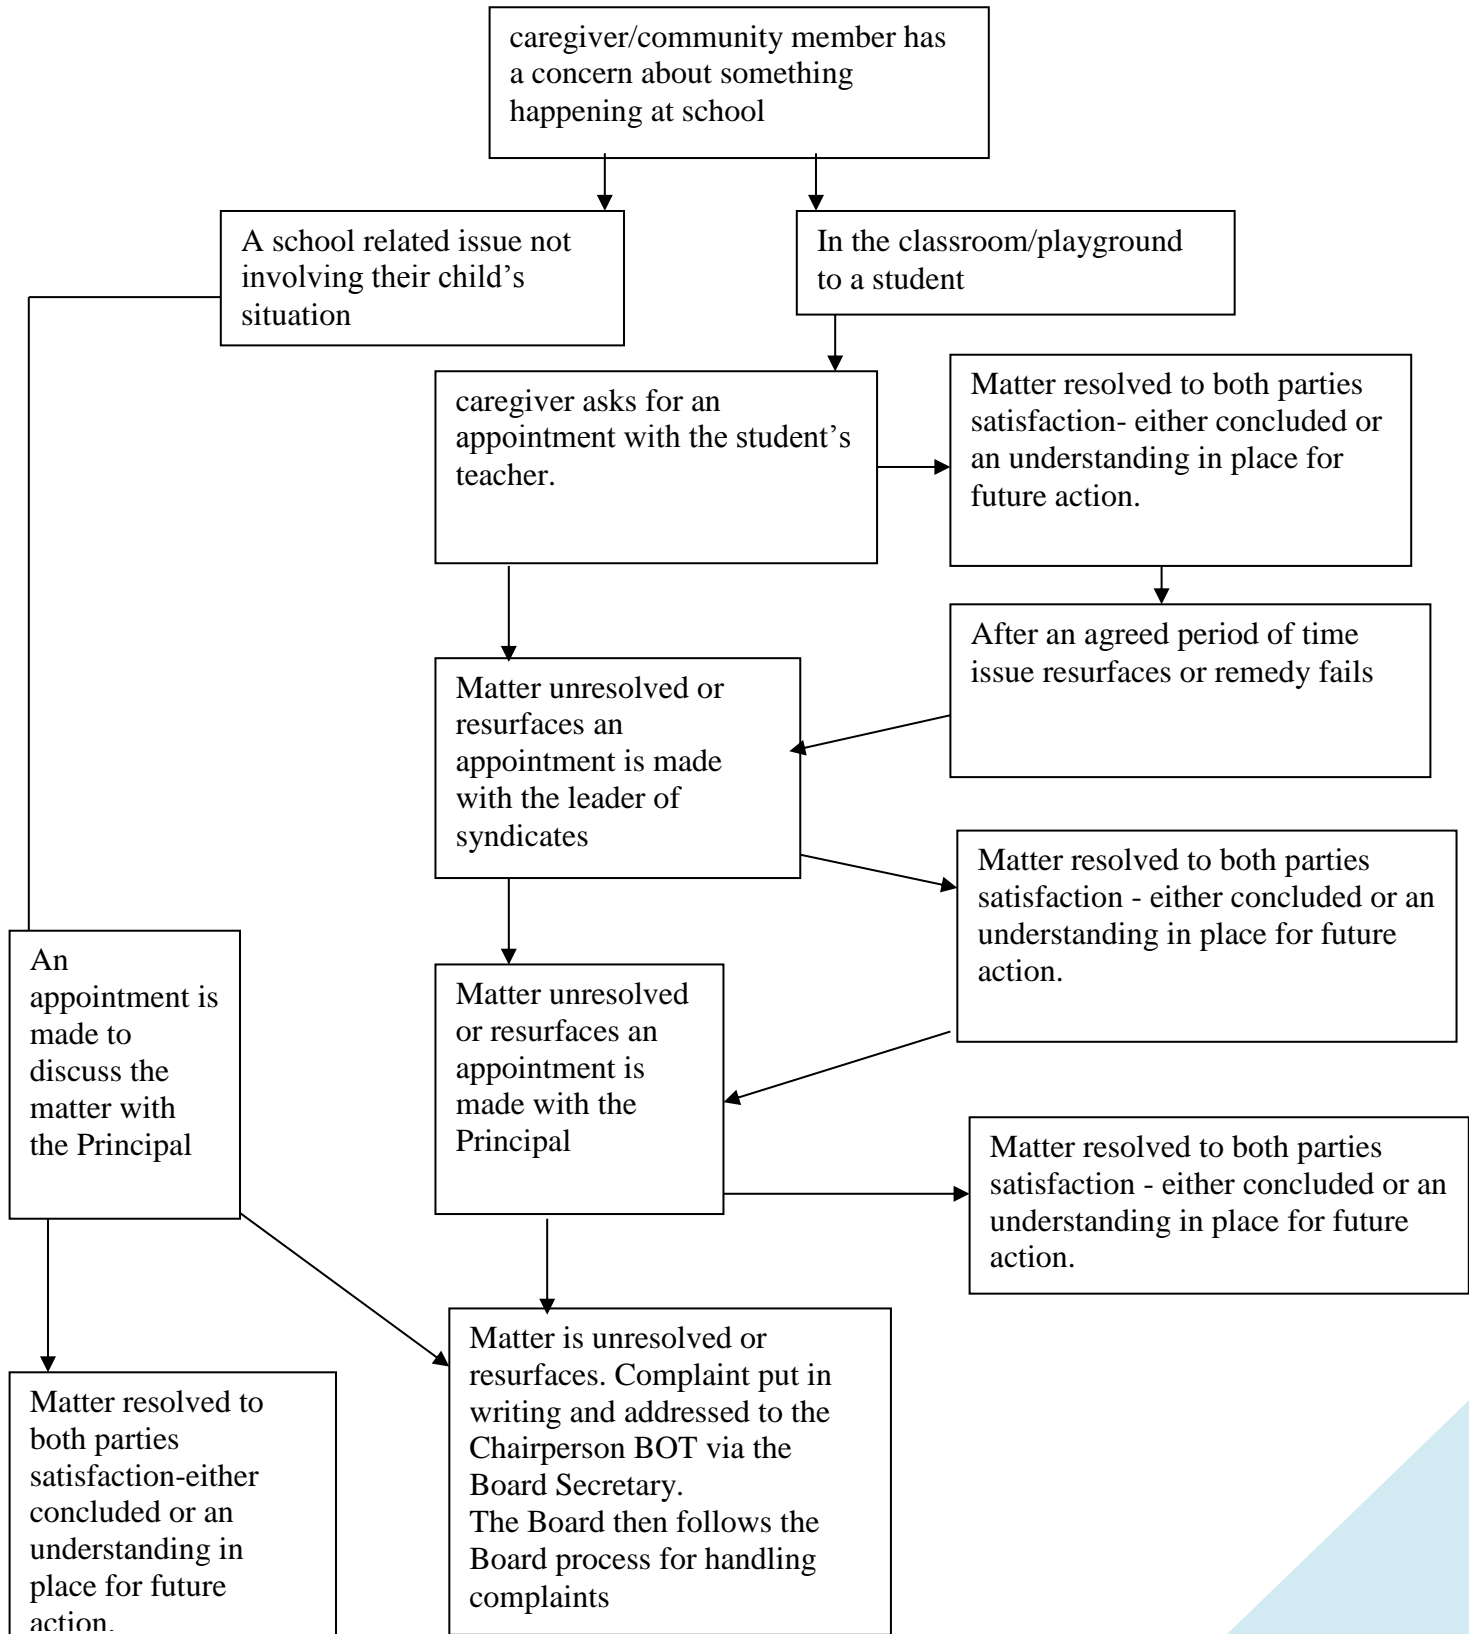 caregiver/community member has
a concern about something
happening at school
A school related issue not
involving their child’s
situation
In the classroom/playground
to a student
caregiver asks for an
appointment with the student’s
teacher.
Matter resolved to both parties
satisfaction- either concluded or
an understanding in place for
future action.
After an agreed period of time
issue resurfaces or remedy fails
Matter unresolved or
resurfaces an
appointment is made
with the leader of
syndicates
Matter resolved to both parties
satisfaction - either concluded or an
understanding in place for future
action.
An
appointment is
made to
discuss the
matter with
the Principal
Matter unresolved
or resurfaces an
appointment is
made with the
Principal
Matter resolved to both parties
satisfaction - either concluded or an
understanding in place for future
action.
Matter is unresolved or
resurfaces. Complaint put in
writing and addressed to the
Chairperson BOT via the
Board Secretary.
The Board then follows the
Board process for handling
complaints
Matter resolved to
both parties
satisfaction-either
concluded or an
understanding in
place for future
action.